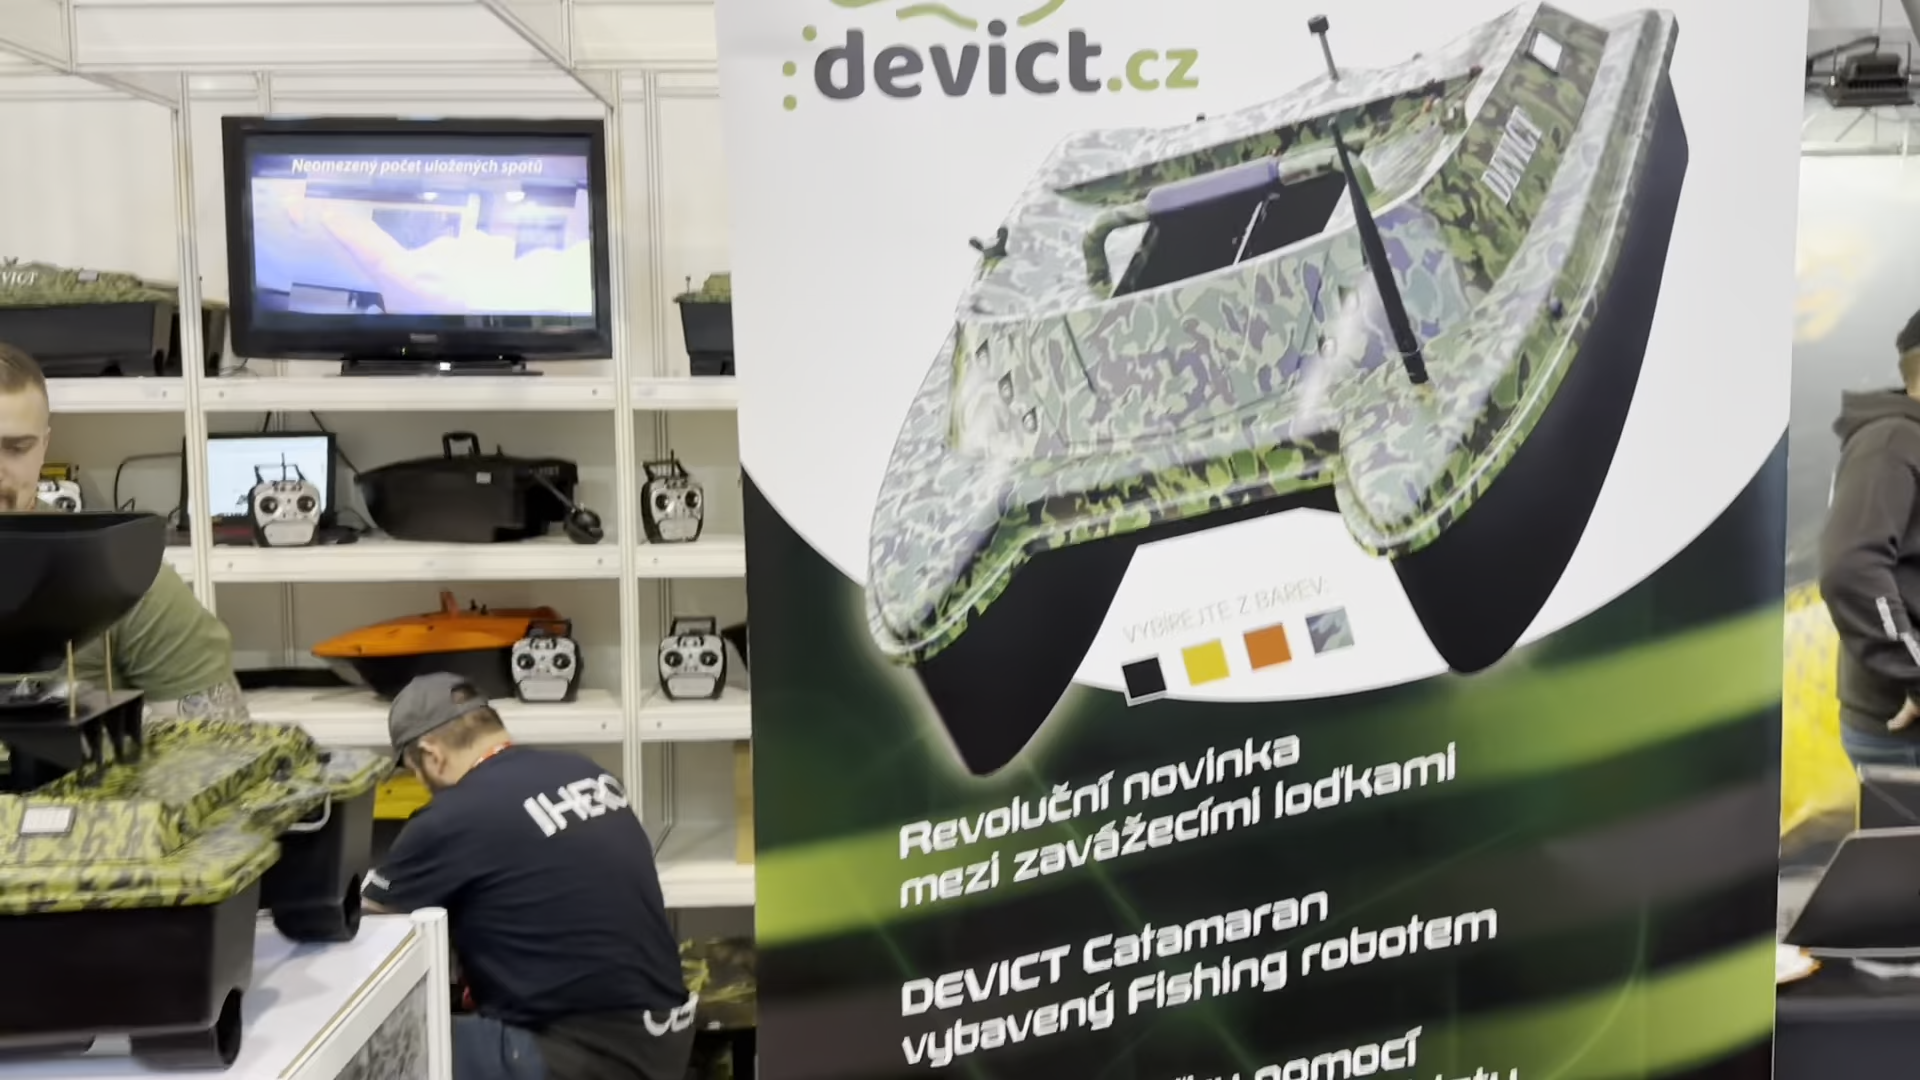 devict.cz
Neomezený počet uložených spotů
DEVICT
VYBÍREJTE Z BAREV:
Revoluční novinka
mezi zavážecími loďkami
DEVICT Catamaran
vybavený Fishing robotem
pomocí